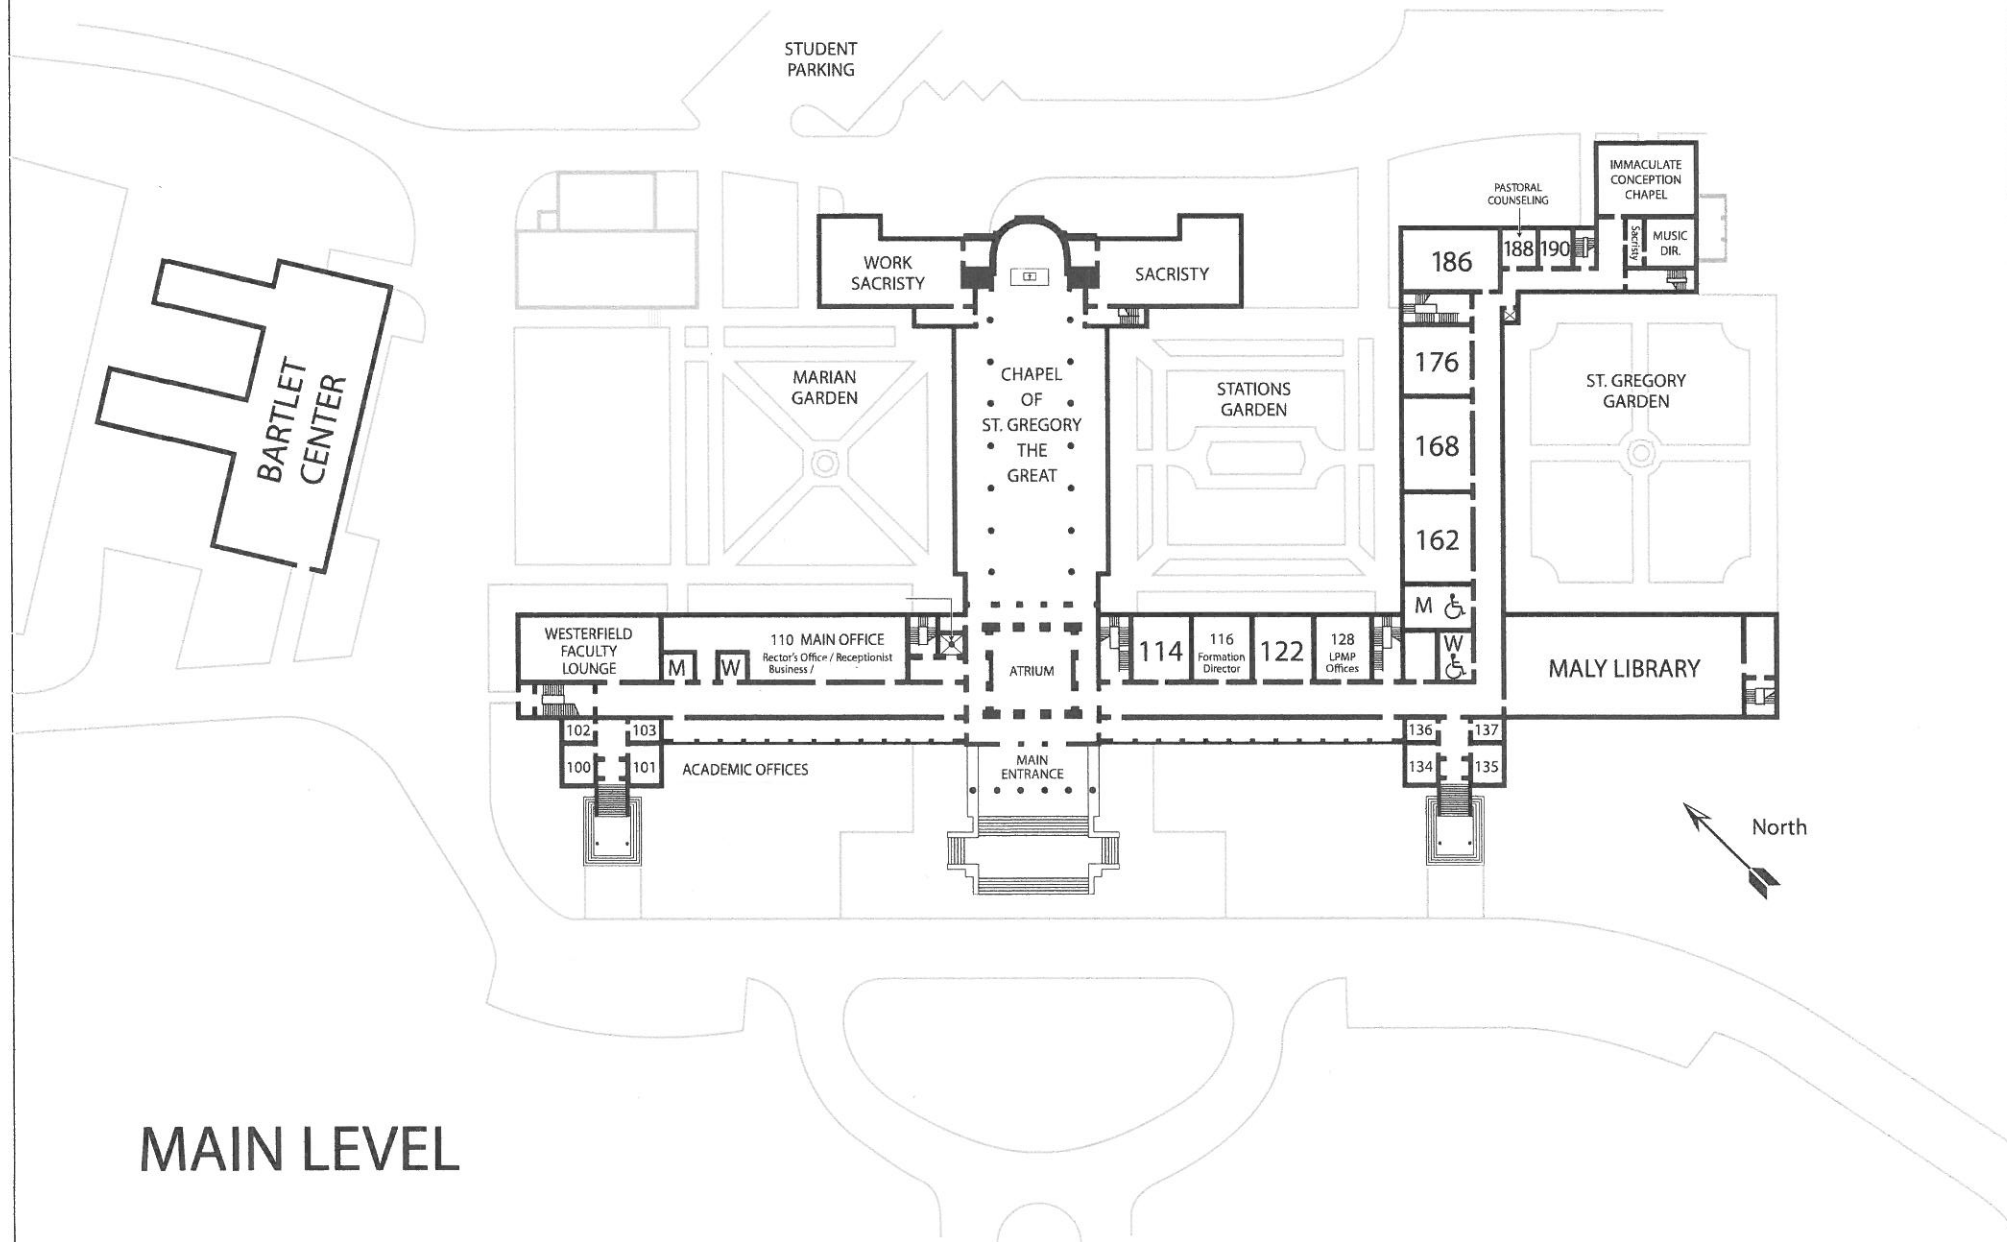 STUDENT
PARKING
IMMACULATE
CONCEPTION
CHAPEL
PASTORAL
COUNSELING
186
188
190
Sacristy
MUSIC
DIR.
WORK
SACRISTY
SACRISTY
BARTLET
CENTER
MARIAN
GARDEN
CHAPEL
OF
ST. GREGORY
THE
GREAT
STATIONS
GARDEN
176
168
162
ST. GREGORY
GARDEN
M
W
WESTERFIELD
FACULTY
LOUNGE
M
W
110 MAIN OFFICE
Rector's Office / Receptionist
Business /
ATRIUM
114
116
Formation
Director
122
128
LPMP
Offices
MALY LIBRARY
102
103
100
101
ACADEMIC OFFICES
MAIN
ENTRANCE
136
137
134
135
North
MAIN LEVEL